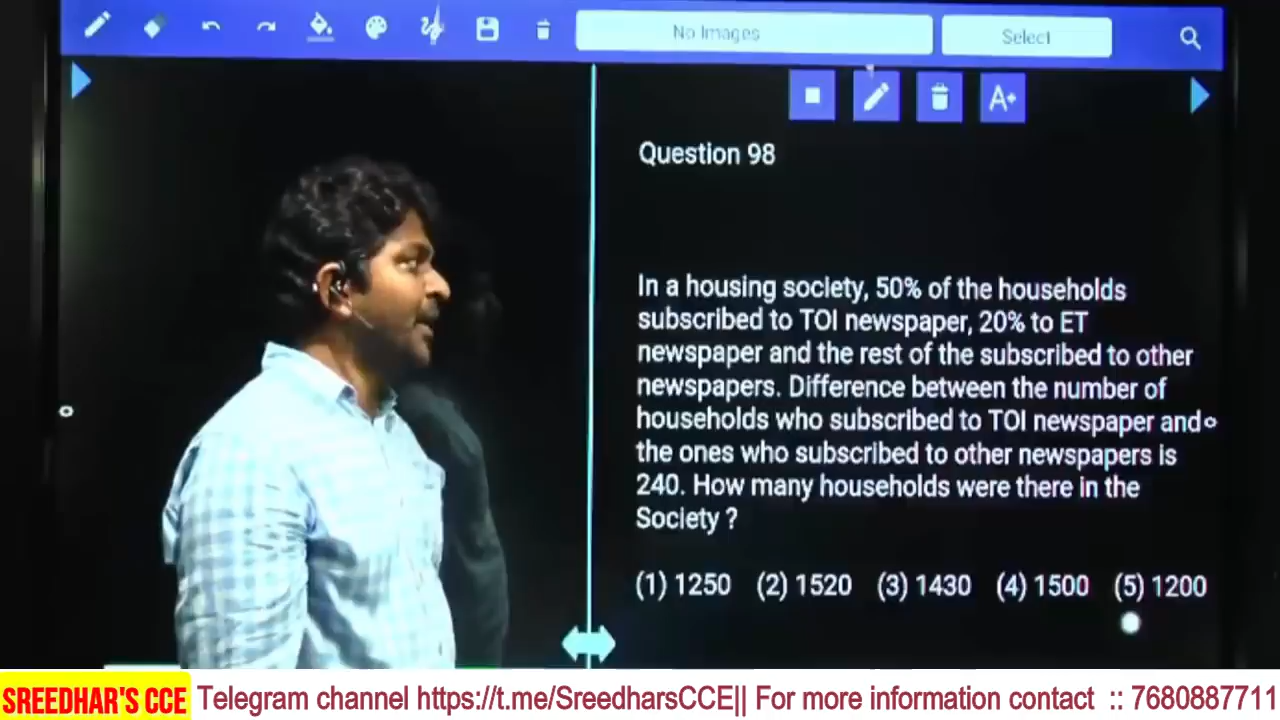 No Images
Select
A+
Question 98
In a housing society, 50% of the households
subscribed to TOI newspaper, 20% to ET
newspaper and the rest of the subscribed to other
newspapers. Difference between the number of
households who subscribed to TOI newspaper and
the ones who subscribed to other newspapers is
240. How many households were there in the
Society ?
(1) 1250 (2) 1520 (3) 1430 (4) 1500 (5) 1200
SREEDHAR'S CCE Telegram channel https://t.me/SreedharsCCE|| For more information contact :: 7680887711